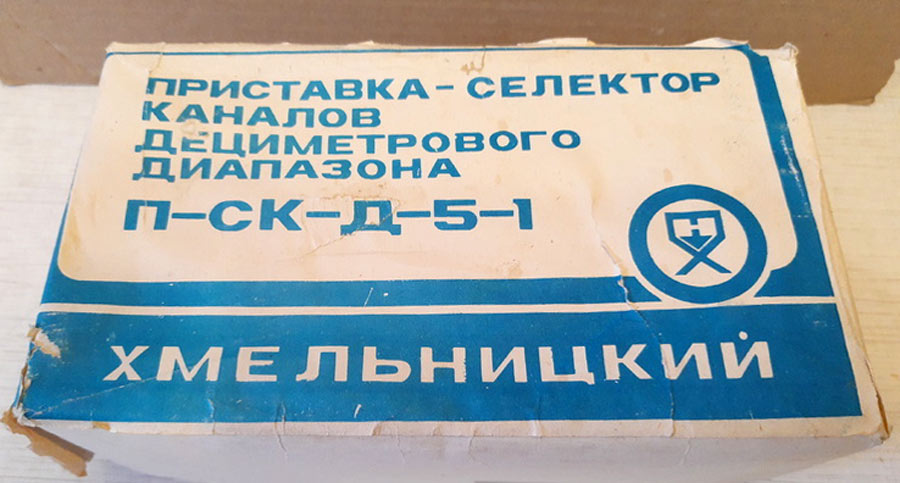 ПРИСТАВКА-СЕЛЕКТОР
КАНАЛОВ
ДЕЦИМЕТРОВОГО
ДИАПАЗОНА
П-СК-Д-5-1
ХМЕЛЬНИЦКИЙ